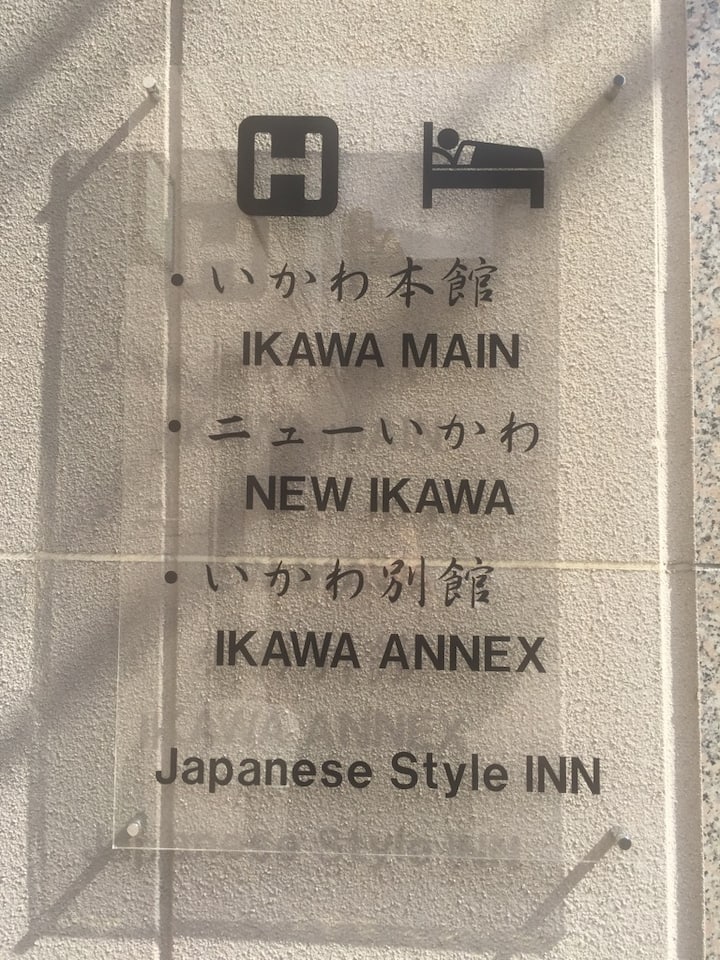 H
• いかわ本館
IKAWA MAIN
• ニューいかわ
NEW IKAWA
• いかわ別館
IKAWA ANNEX
Japanese Style INN